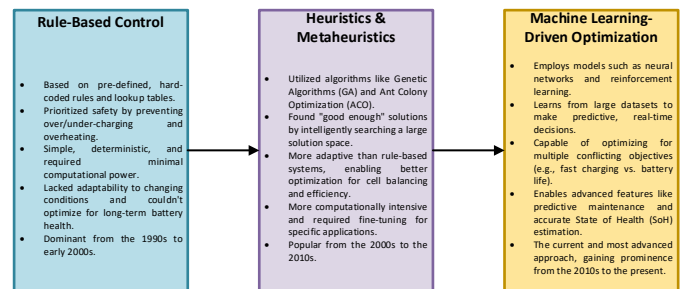 Rule-Based Control
• Based on pre-defined, hard-
coded rules and lookup tables.
• Prioritized safety by preventing
over/under-charging and
overheating.
• Simple, deterministic, and
required minimal
computational power.
• Lacked adaptability to changing
conditions and couldn't
optimize for long-term battery
health.
• Dominant from the 1990s to
early 2000s.
Heuristics &
Metaheuristics
• Utilized algorithms like Genetic
Algorithms (GA) and Ant Colony
Optimization (ACO).
• Found "good enough" solutions
by intelligently searching a large
solution space.
• More adaptive than rule-based
systems, enabling better
optimization for cell balancing
and efficiency.
• More computationally intensive
and required fine-tuning for
specific applications.
• Popular from the 2000s to the
2010s.
Machine Learning-
Driven Optimization
• Employs models such as neural
networks and reinforcement
learning.
• Learns from large datasets to
make predictive, real-time
decisions.
• Capable of optimizing for
multiple conflicting objectives
(e.g., fast charging vs. battery
life).
• Enables advanced features like
predictive maintenance and
accurate State of Health (SoH)
estimation.
• The current and most advanced
approach, gaining prominence
from the 2010s to the present.